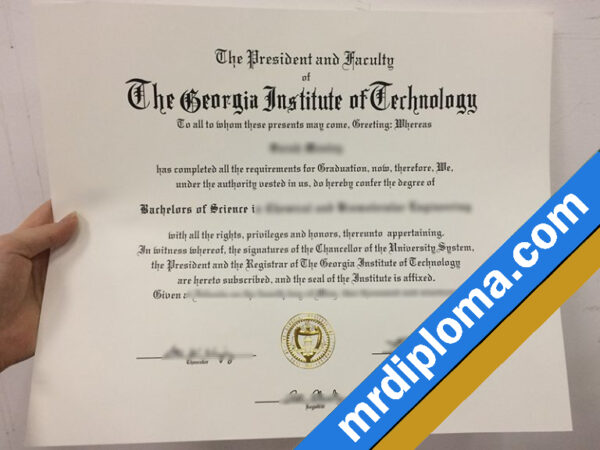 The President and Faculty
of
The Georgia Institute of Technology
To all to whom these presents may come, Greeting: Whereas
has completed all the requirements for Graduation, now, therefore, We,
under the authority vested in us, do hereby confer the degree of
Bachelors of Science
with all the rights, privileges and honors, thereunto appertaining.
In witness whereof, the signatures of the Chancellor of the University System,
the President and the Registrar of The Georgia Institute of Technology
are hereto subscribed, and the seal of the Institute is affixed.
Given
Chancellor
mrdiploma.com